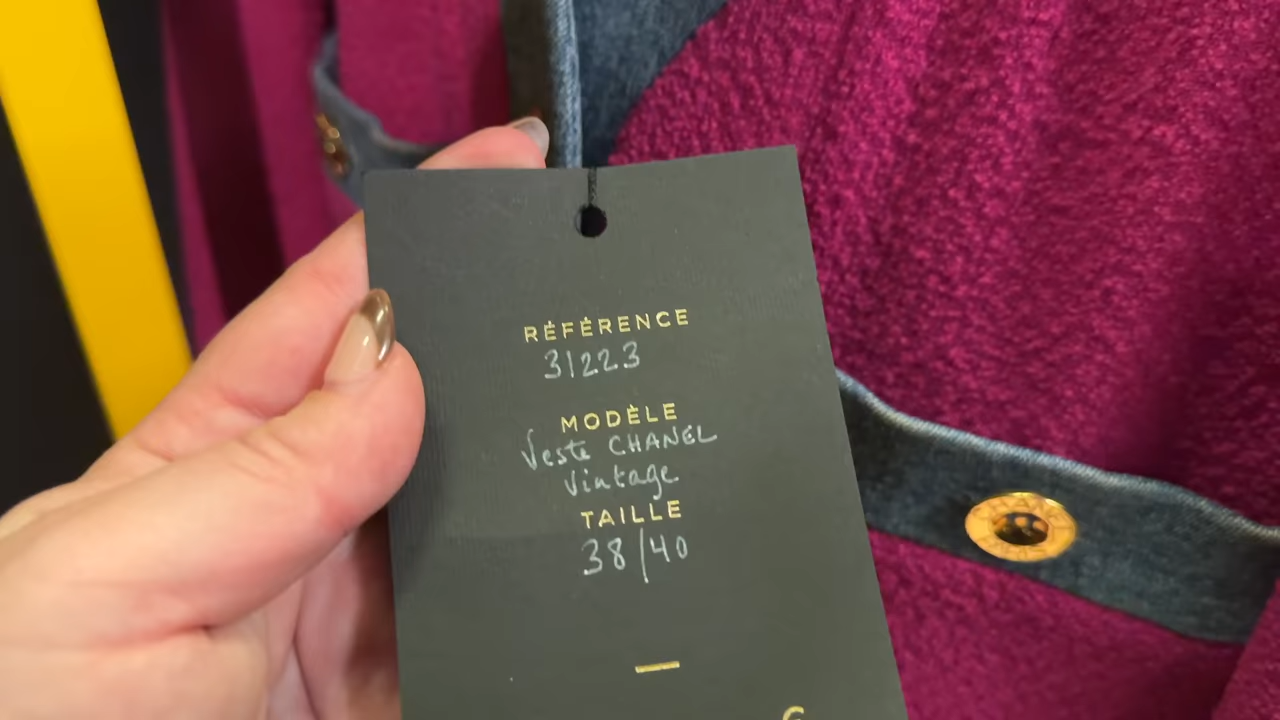 RÉFÉRENCE
31223
MODÈLE
Veste CHANEL
Vintage
TAILLE
38/40